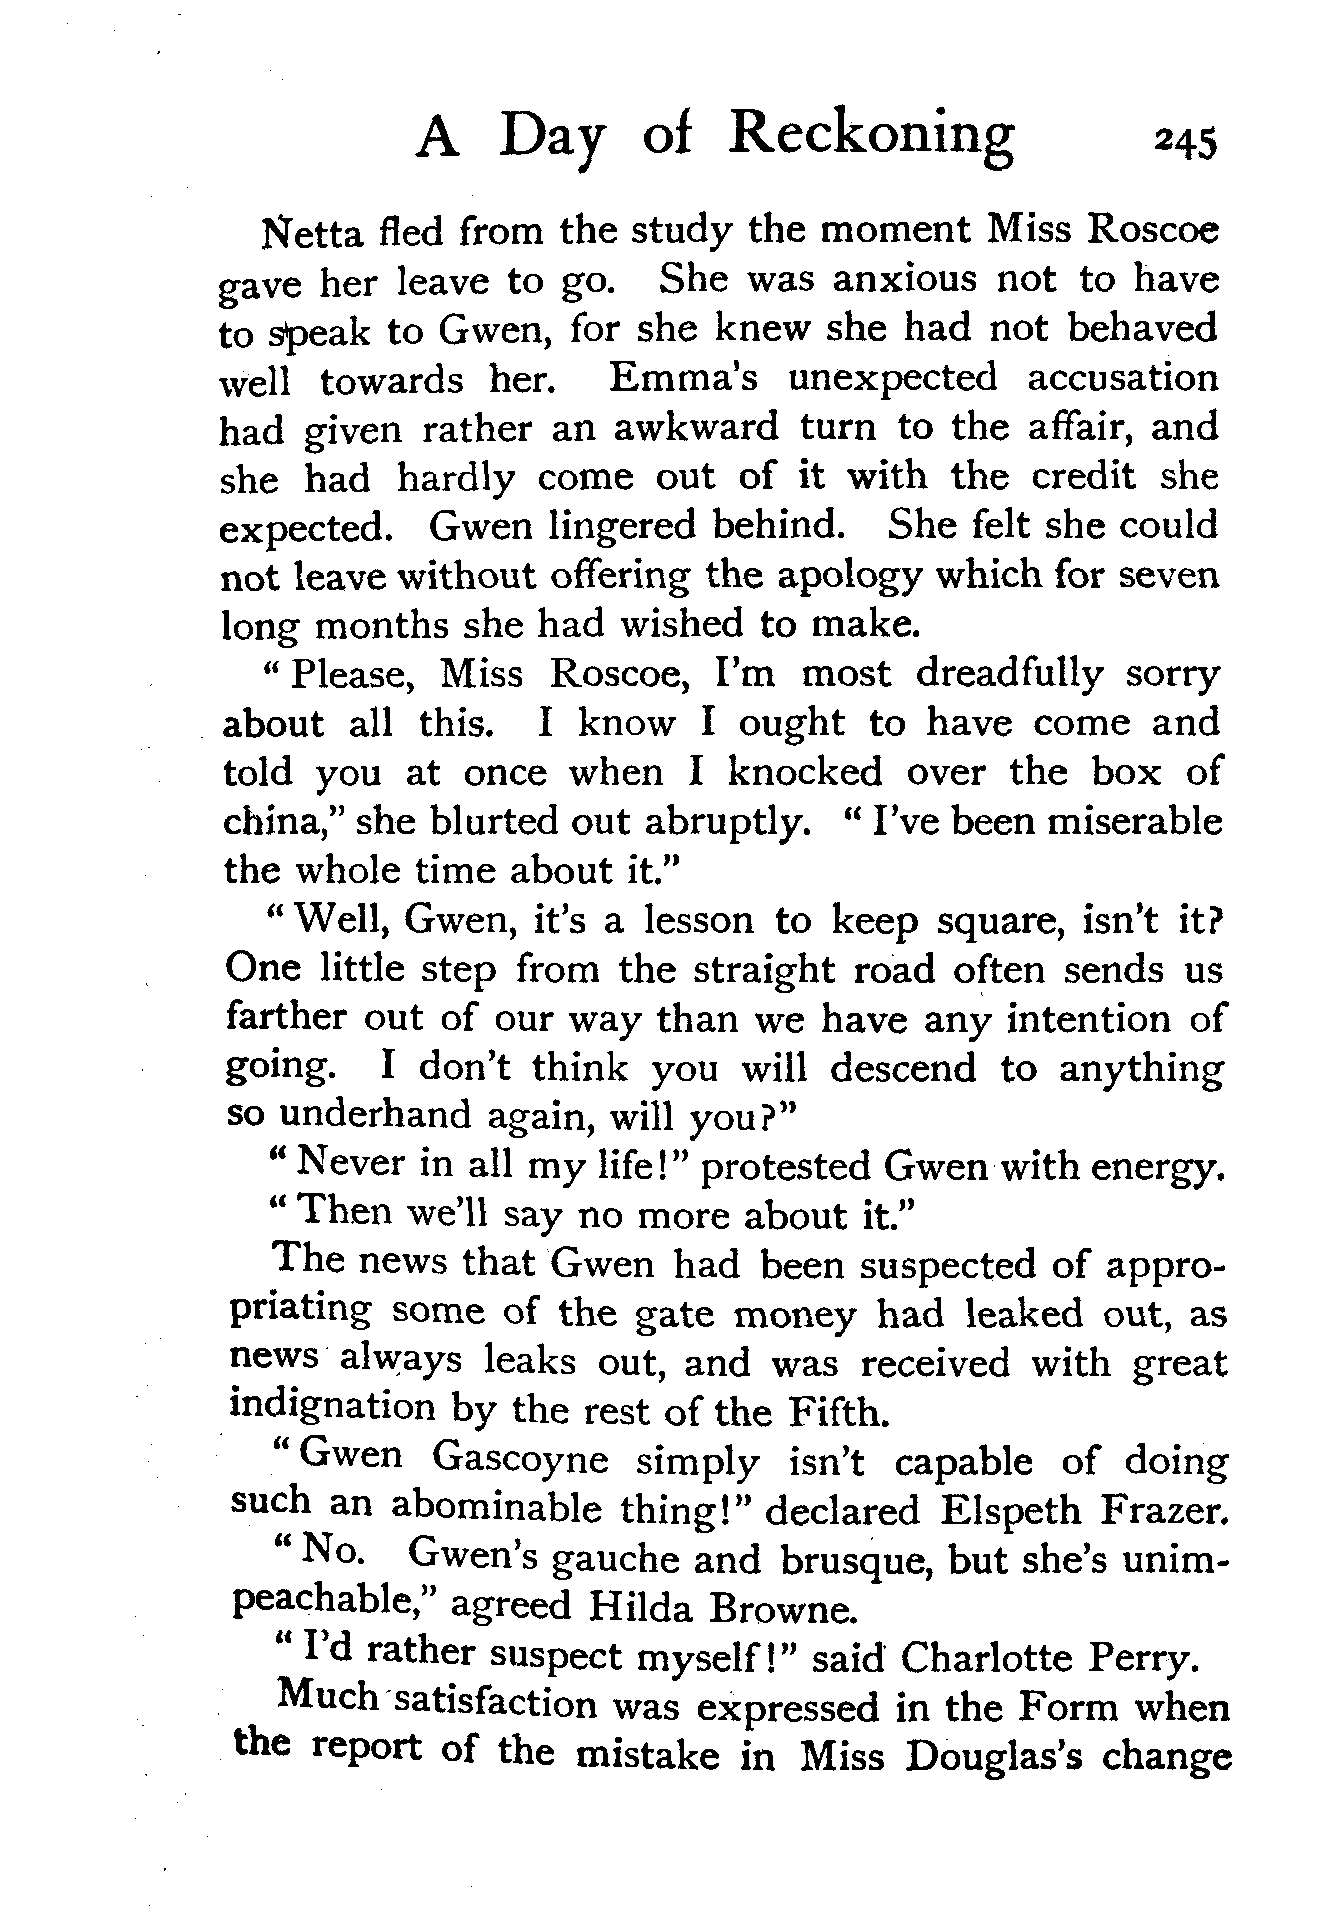 A Day of Reckoning 245
Netta fled from the study the moment Miss Roscoe
gave her leave to go. She was anxious not to have
to speak to Gwen, for she knew she had not behaved
well towards her. Emma's unexpected accusation
had given rather an awkward turn to the affair, and
she had hardly come out of it with the credit she
expected. Gwen lingered behind. She felt she could
not leave without offering the apology which for seven
long months she had wished to make.
“ Please, Miss Roscoe, I'm most dreadfully sorry
about all this. I know I ought to have come and
told you at once when I knocked over the box of
china,” she blurted out abruptly. “ I've been miserable
the whole time about it.”
“ Well, Gwen, it's a lesson to keep square, isn't it?
One little step from the straight road often sends us
farther out of our way than we have any intention of
going. I don't think you will descend to anything
so underhand again, will you?”
“ Never in all my life!” protested Gwen with energy.
“ Then we'll say no more about it.”
The news that Gwen had been suspected of appro-
priating some of the gate money had leaked out, as
news always leaks out, and was received with great
indignation by the rest of the Fifth.
“ Gwen Gascoyne simply isn't capable of doing
such an abominable thing!” declared Elspeth Frazer.
“ No. Gwen's gauche and brusque, but she's unim-
peachable,” agreed Hilda Browne.
“ I'd rather suspect myself!” said Charlotte Perry.
Much satisfaction was expressed in the Form when
the report of the mistake in Miss Douglas's change